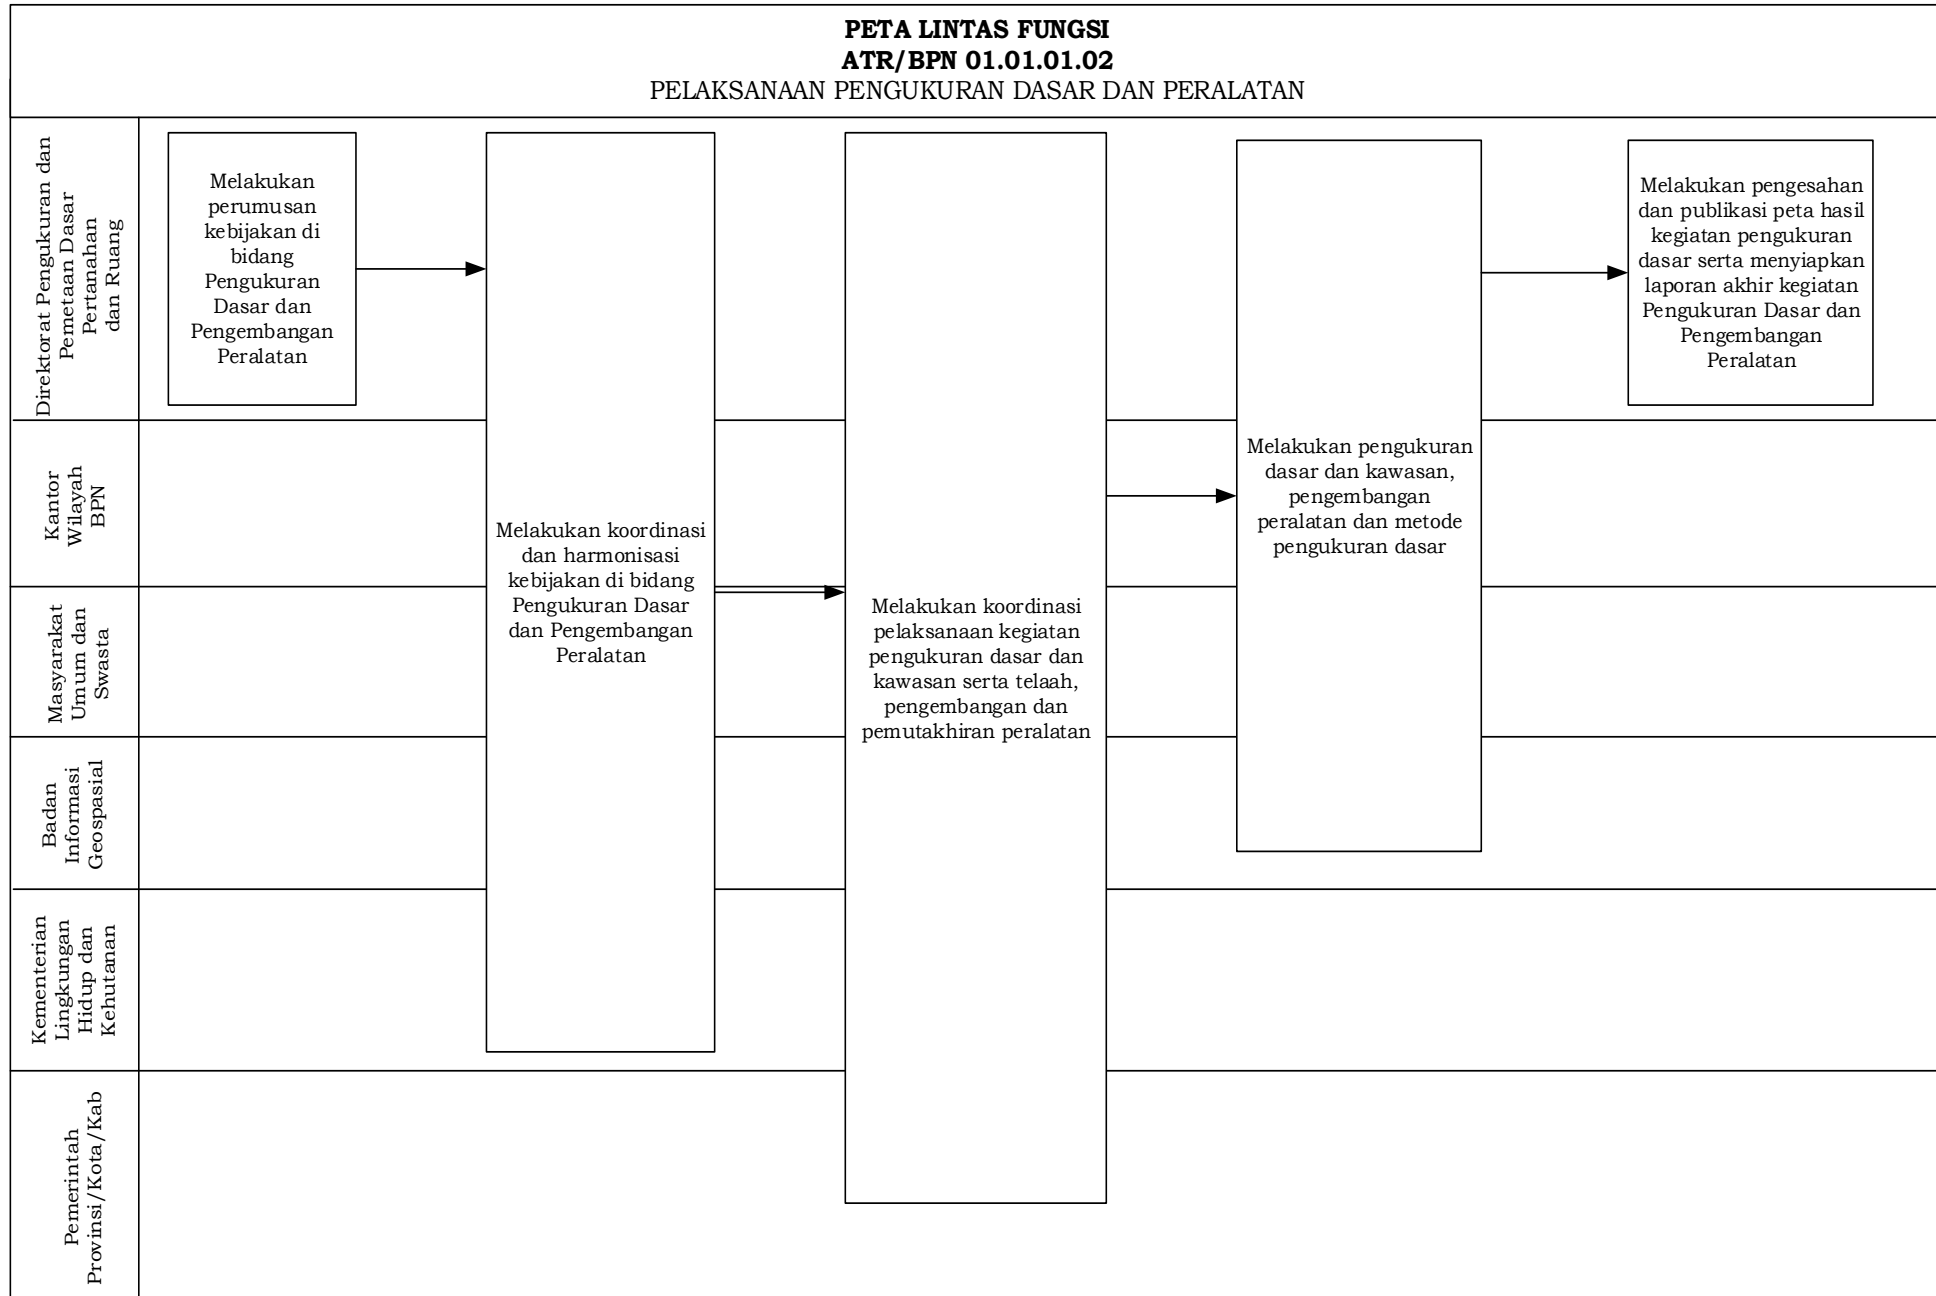 PETA LINTAS FUNGSI
ATR/BPN 01.01.01.02
PELAKSANAAN PENGUKURAN DASAR DAN PERALATAN
Direktorat Pengukuran dan
Pemetaan Dasar
Pertanahan
dan Ruang
Melakukan
perumusan
kebijakan di
bidang
Pengukuran
Dasar dan
Pengembangan
Peralatan
Melakukan koordinasi
dan harmonisasi
kebijakan di bidang
Pengukuran Dasar
dan Pengembangan
Peralatan
Melakukan koordinasi
pelaksanaan kegiatan
pengukuran dasar dan
kawasan serta telaah,
pengembangan dan
pemutakhiran peralatan
Melakukan pengukuran
dasar dan kawasan,
pengembangan
peralatan dan metode
pengukuran dasar
Melakukan pengesahan
dan publikasi peta hasil
kegiatan pengukuran
dasar serta menyiapkan
laporan akhir kegiatan
Pengukuran Dasar dan
Pengembangan
Peralatan
Kantor
Wilayah
BPN
Masyarakat
Umum dan
Swasta
Badan
Informasi
Geospasial
Kementerian
Lingkungan
Hidup dan
Kehutanan
Pemerintah
Provinsi/Kota/Kab